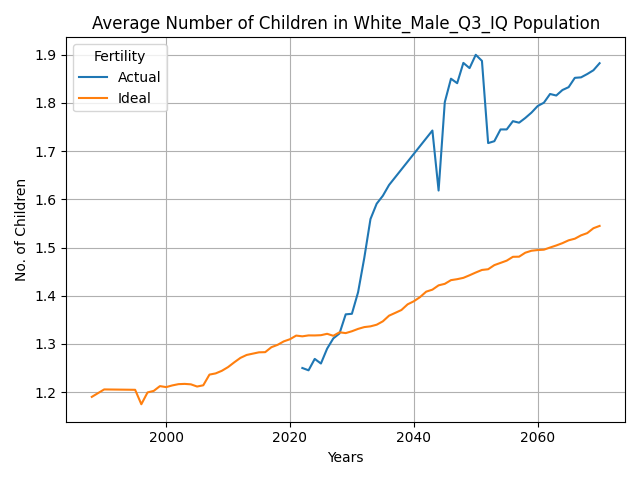 Average Number of Children in White_Male_Q3_IQ Population
Fertility
Actual
Ideal
No. of Children
1.9
1.8
1.7
1.6
1.5
1.4
1.3
1.2
2000 2020 2040 2060
Years